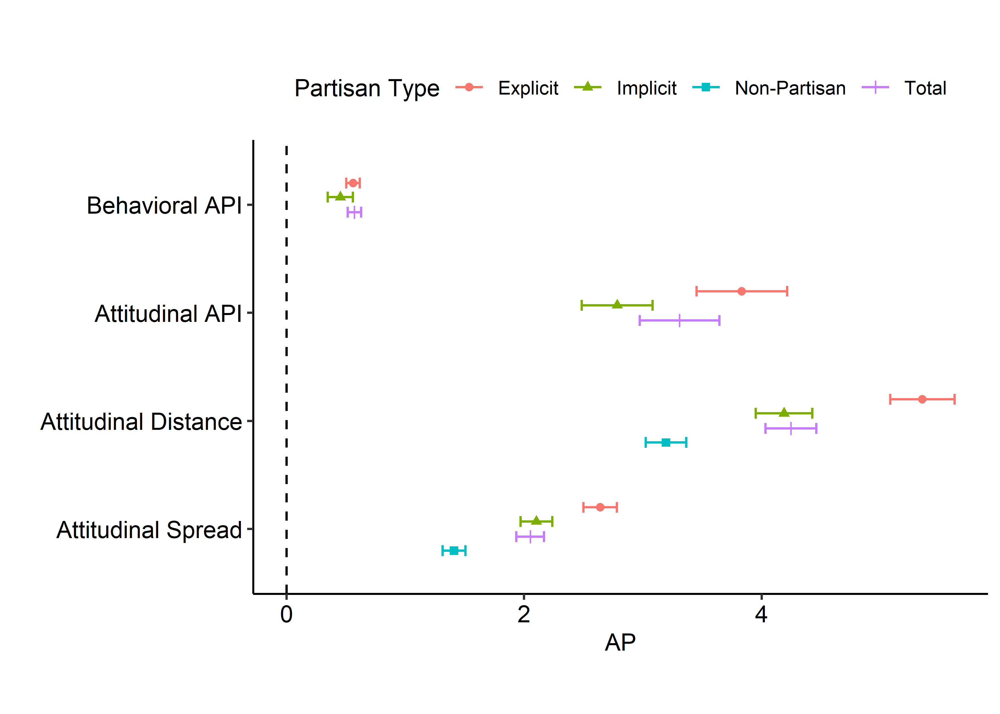 Partisan Type Explicit Implicit Non-Partisan Total
Behavioral API
Attitudinal API
Attitudinal Distance
Attitudinal Spread
0 2 4
AP